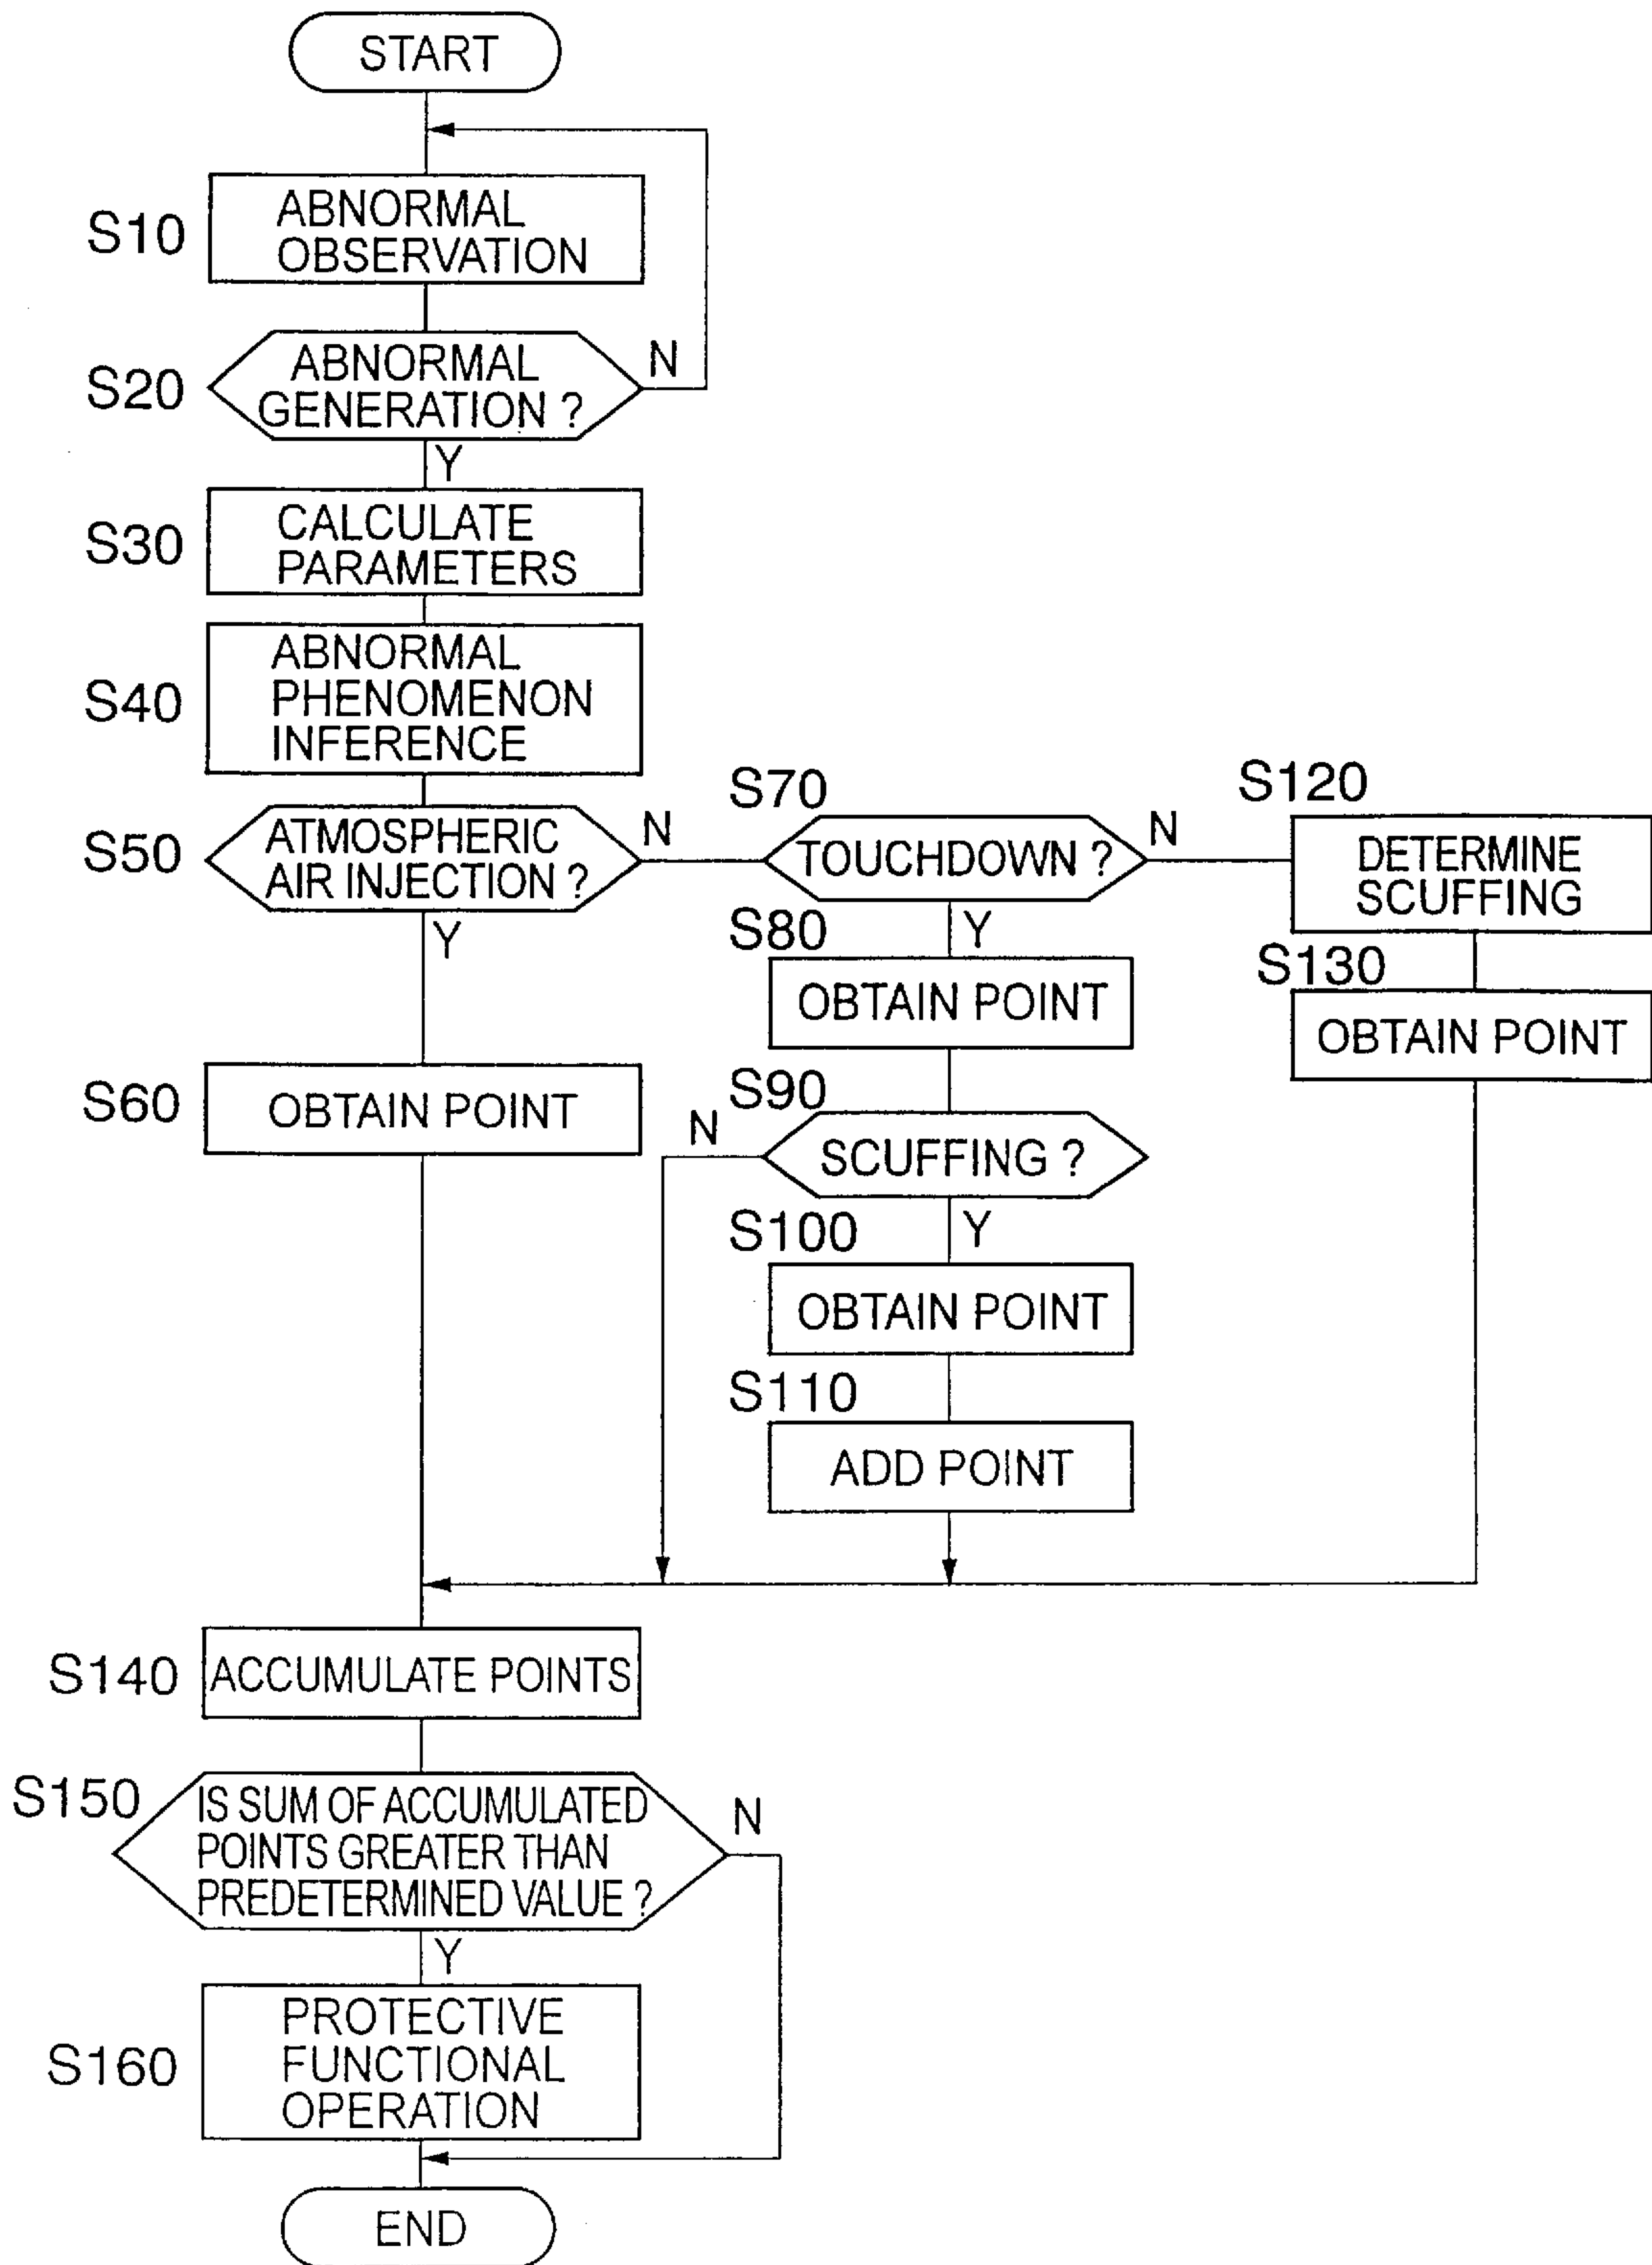 START
S10
ABNORMAL
OBSERVATION
S20
ABNORMAL
GENERATION ?
N
Y
S30
CALCULATE
PARAMETERS
S40
ABNORMAL
PHENOMENON
INFERENCE
S50
ATMOSPHERIC
AIR INJECTION ?
N
Y
S70
TOUCHDOWN ?
N
Y
S120
DETERMINE
SCUFFING
S80
OBTAIN POINT
S130
OBTAIN POINT
S60
OBTAIN POINT
S90
SCUFFING ?
N
Y
S100
OBTAIN POINT
S110
ADD POINT
S140
ACCUMULATE POINTS
S150
IS SUM OF ACCUMULATED
POINTS GREATER THAN
PREDETERMINED VALUE ?
N
Y
S160
PROTECTIVE
FUNCTIONAL
OPERATION
END